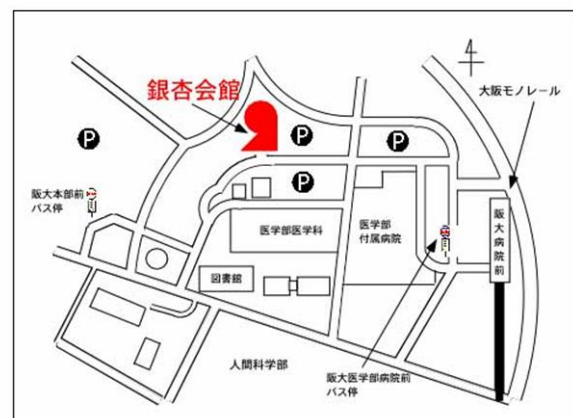 銀杏会館
大阪モノレール
P
P
P
P
阪大本部前
バス停
医学部医学科
医学部
付属病院
阪大病院前
図書館
人間科学部
阪大医学部病院前
バス停